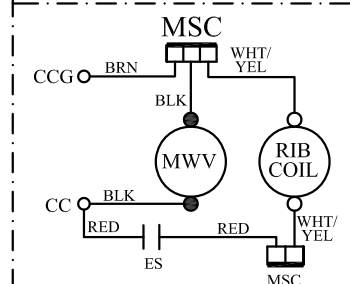 MSC
WHT/
YEL
CCG
BRN
BLK
MWV
RIB
COIL
CC
BLK
RED
RED
WHT/
YEL
ES
MSC